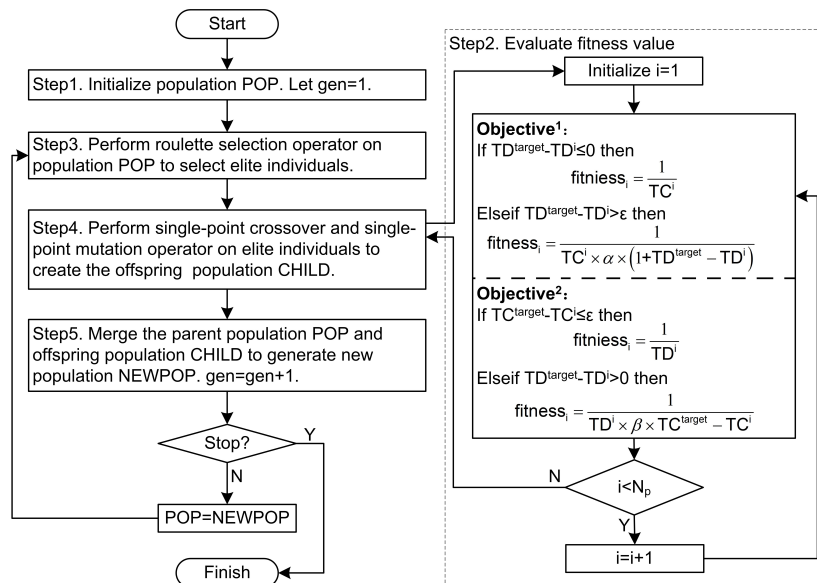 Start
Step1. Initialize population POP. Let gen=1.
Step3. Perform roulette selection operator on
population POP to select elite individuals.
Step4. Perform single-point crossover and single-
point mutation operator on elite individuals to
create the offspring population CHILD.
Step5. Merge the parent population POP and
offspring population CHILD to generate new
population NEWPOP. gen=gen+1.
Stop?
Y
N
POP=NEWPOP
Finish
Step2. Evaluate fitness value
Initialize i=1
Objective¹:
If TD^target-TD^i≤0 then
fitniess_i = 1/TC^i
Elseif TD^target-TD^i>ε then
fitness_i = 1/(TC^i × α × (1+TD^target − TD^i))
Objective²:
If TC^target-TC^i≤ε then
fitniess_i = 1/TD^i
Elseif TD^target-TD^i>0 then
fitness_i = 1/(TD^i × β × TC^target − TC^i)
N
i<N_p
Y
i=i+1